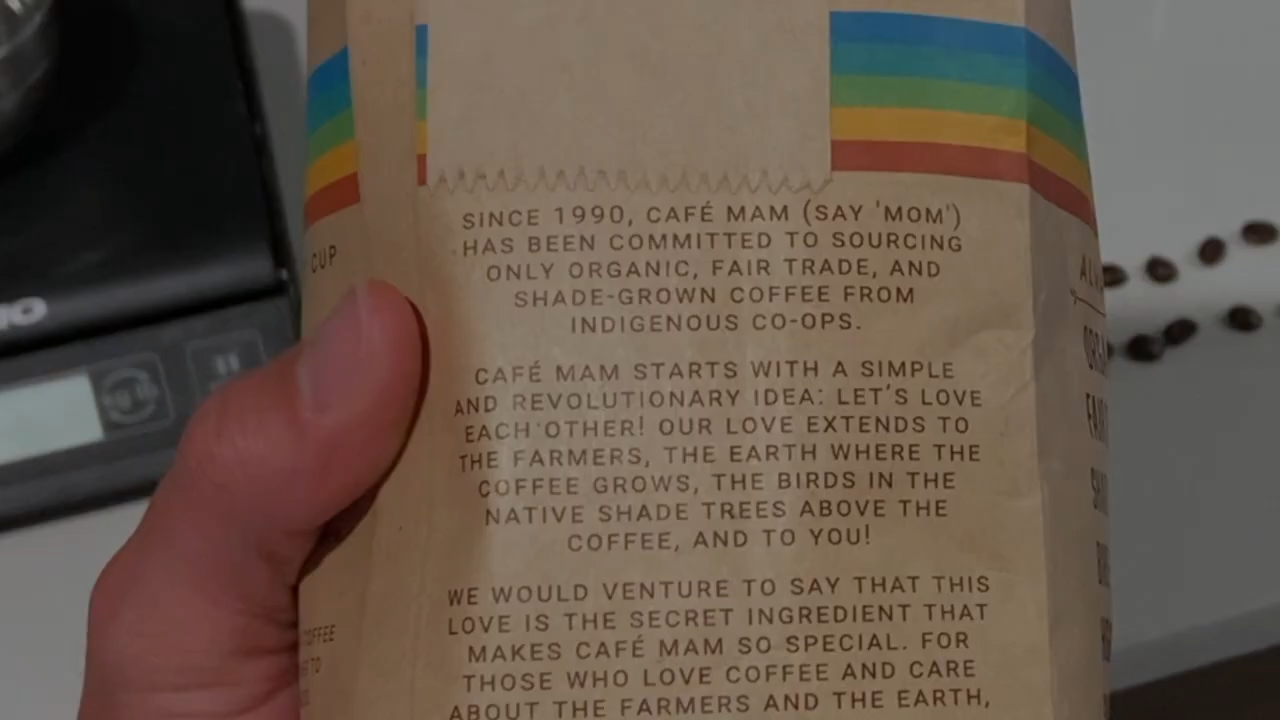 SINCE 1990, CAFÉ MAM (SAY 'MOM')
HAS BEEN COMMITTED TO SOURCING
ONLY ORGANIC, FAIR TRADE, AND
SHADE-GROWN COFFEE FROM
INDIGENOUS CO-OPS.
CAFÉ MAM STARTS WITH A SIMPLE
AND REVOLUTIONARY IDEA: LET'S LOVE
EACH OTHER! OUR LOVE EXTENDS TO
THE FARMERS, THE EARTH WHERE THE
COFFEE GROWS, THE BIRDS IN THE
NATIVE SHADE TREES ABOVE THE
COFFEE, AND TO YOU!
WE WOULD VENTURE TO SAY THAT THIS
LOVE IS THE SECRET INGREDIENT THAT
MAKES CAFÉ MAM SO SPECIAL. FOR
THOSE WHO LOVE COFFEE AND CARE
ABOUT THE FARMERS AND THE EARTH,
CUP
TO